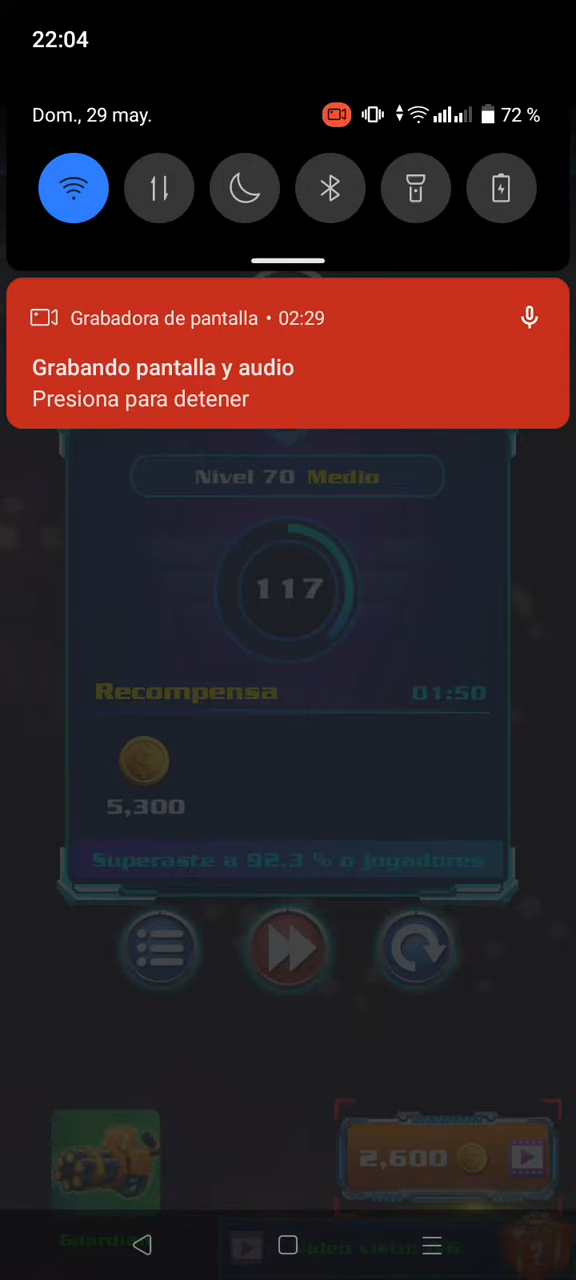 22:04
Dom., 29 may.
72 %
Grabadora de pantalla • 02:29
Grabando pantalla y audio
Presiona para detener
Nivel 70 Medio
117
Recompensa 01:50
5,300
Superaste a 92.3 % o jugadores
2,600